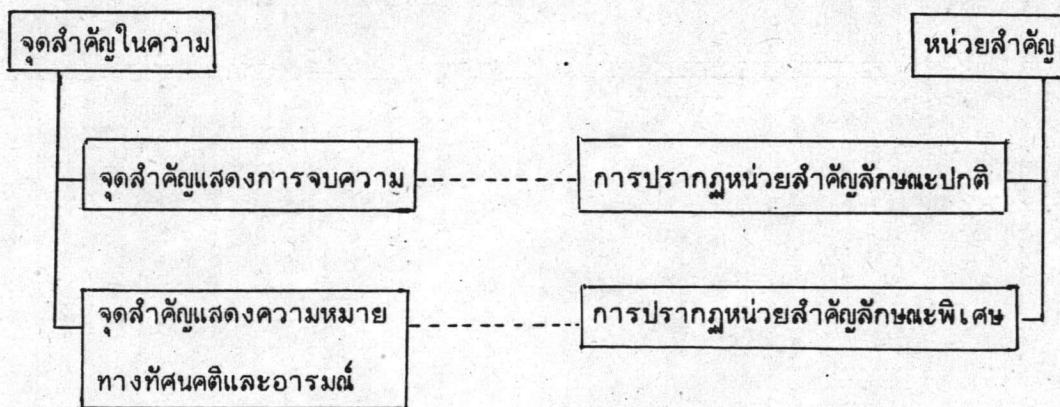 จุดสำคัญในความ
หน่วยสำคัญ
จุดสำคัญแสดงการจบความ
การปรากฏหน่วยสำคัญลักษณะปกติ
จุดสำคัญแสดงความหมาย
ทางทัศนคติและอารมณ์
การปรากฏหน่วยสำคัญลักษณะพิเศษ